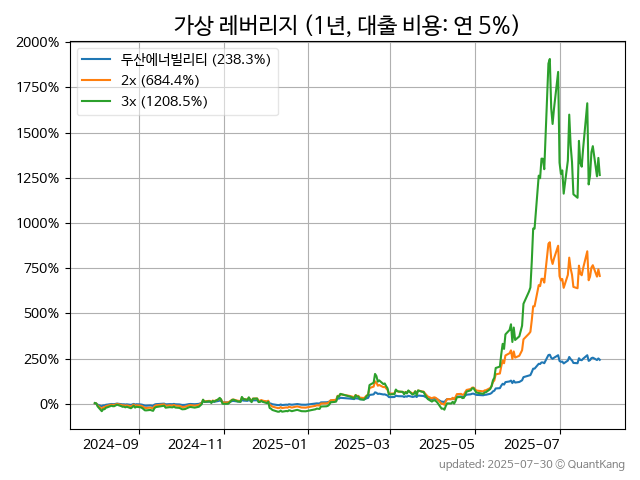 가상 레버리지 (1년, 대출 비용: 연 5%)
2000%
1750%
1500%
1250%
1000%
750%
500%
250%
0%
두산에너빌리티 (238.3%)
2x (684.4%)
3x (1208.5%)
2024-09 2024-11 2025-01 2025-03 2025-05 2025-07
updated: 2025-07-30 © QuantKang